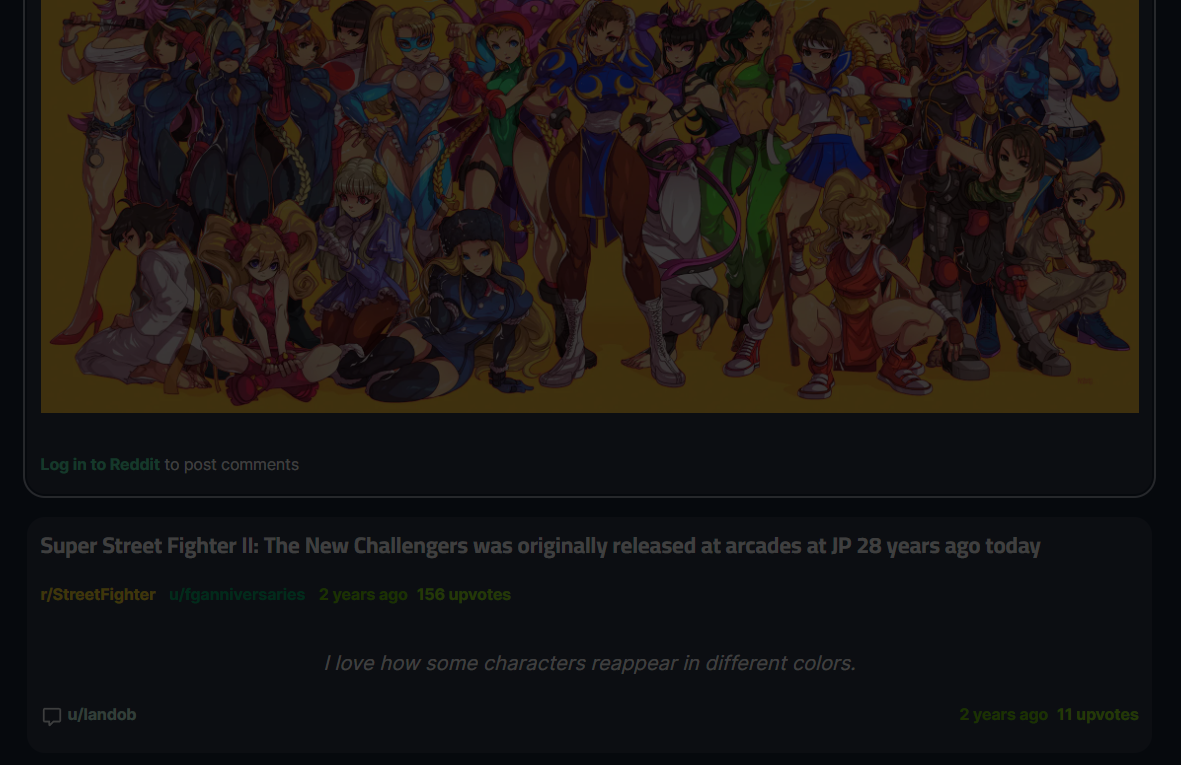 Log in to Reddit to post comments
Super Street Fighter II: The New Challengers was originally released at arcades at JP 28 years ago today
r/StreetFighter u/fganniversaries 2 years ago 156 upvotes
I love how some characters reappear in different colors.
u/landob 2 years ago 11 upvotes